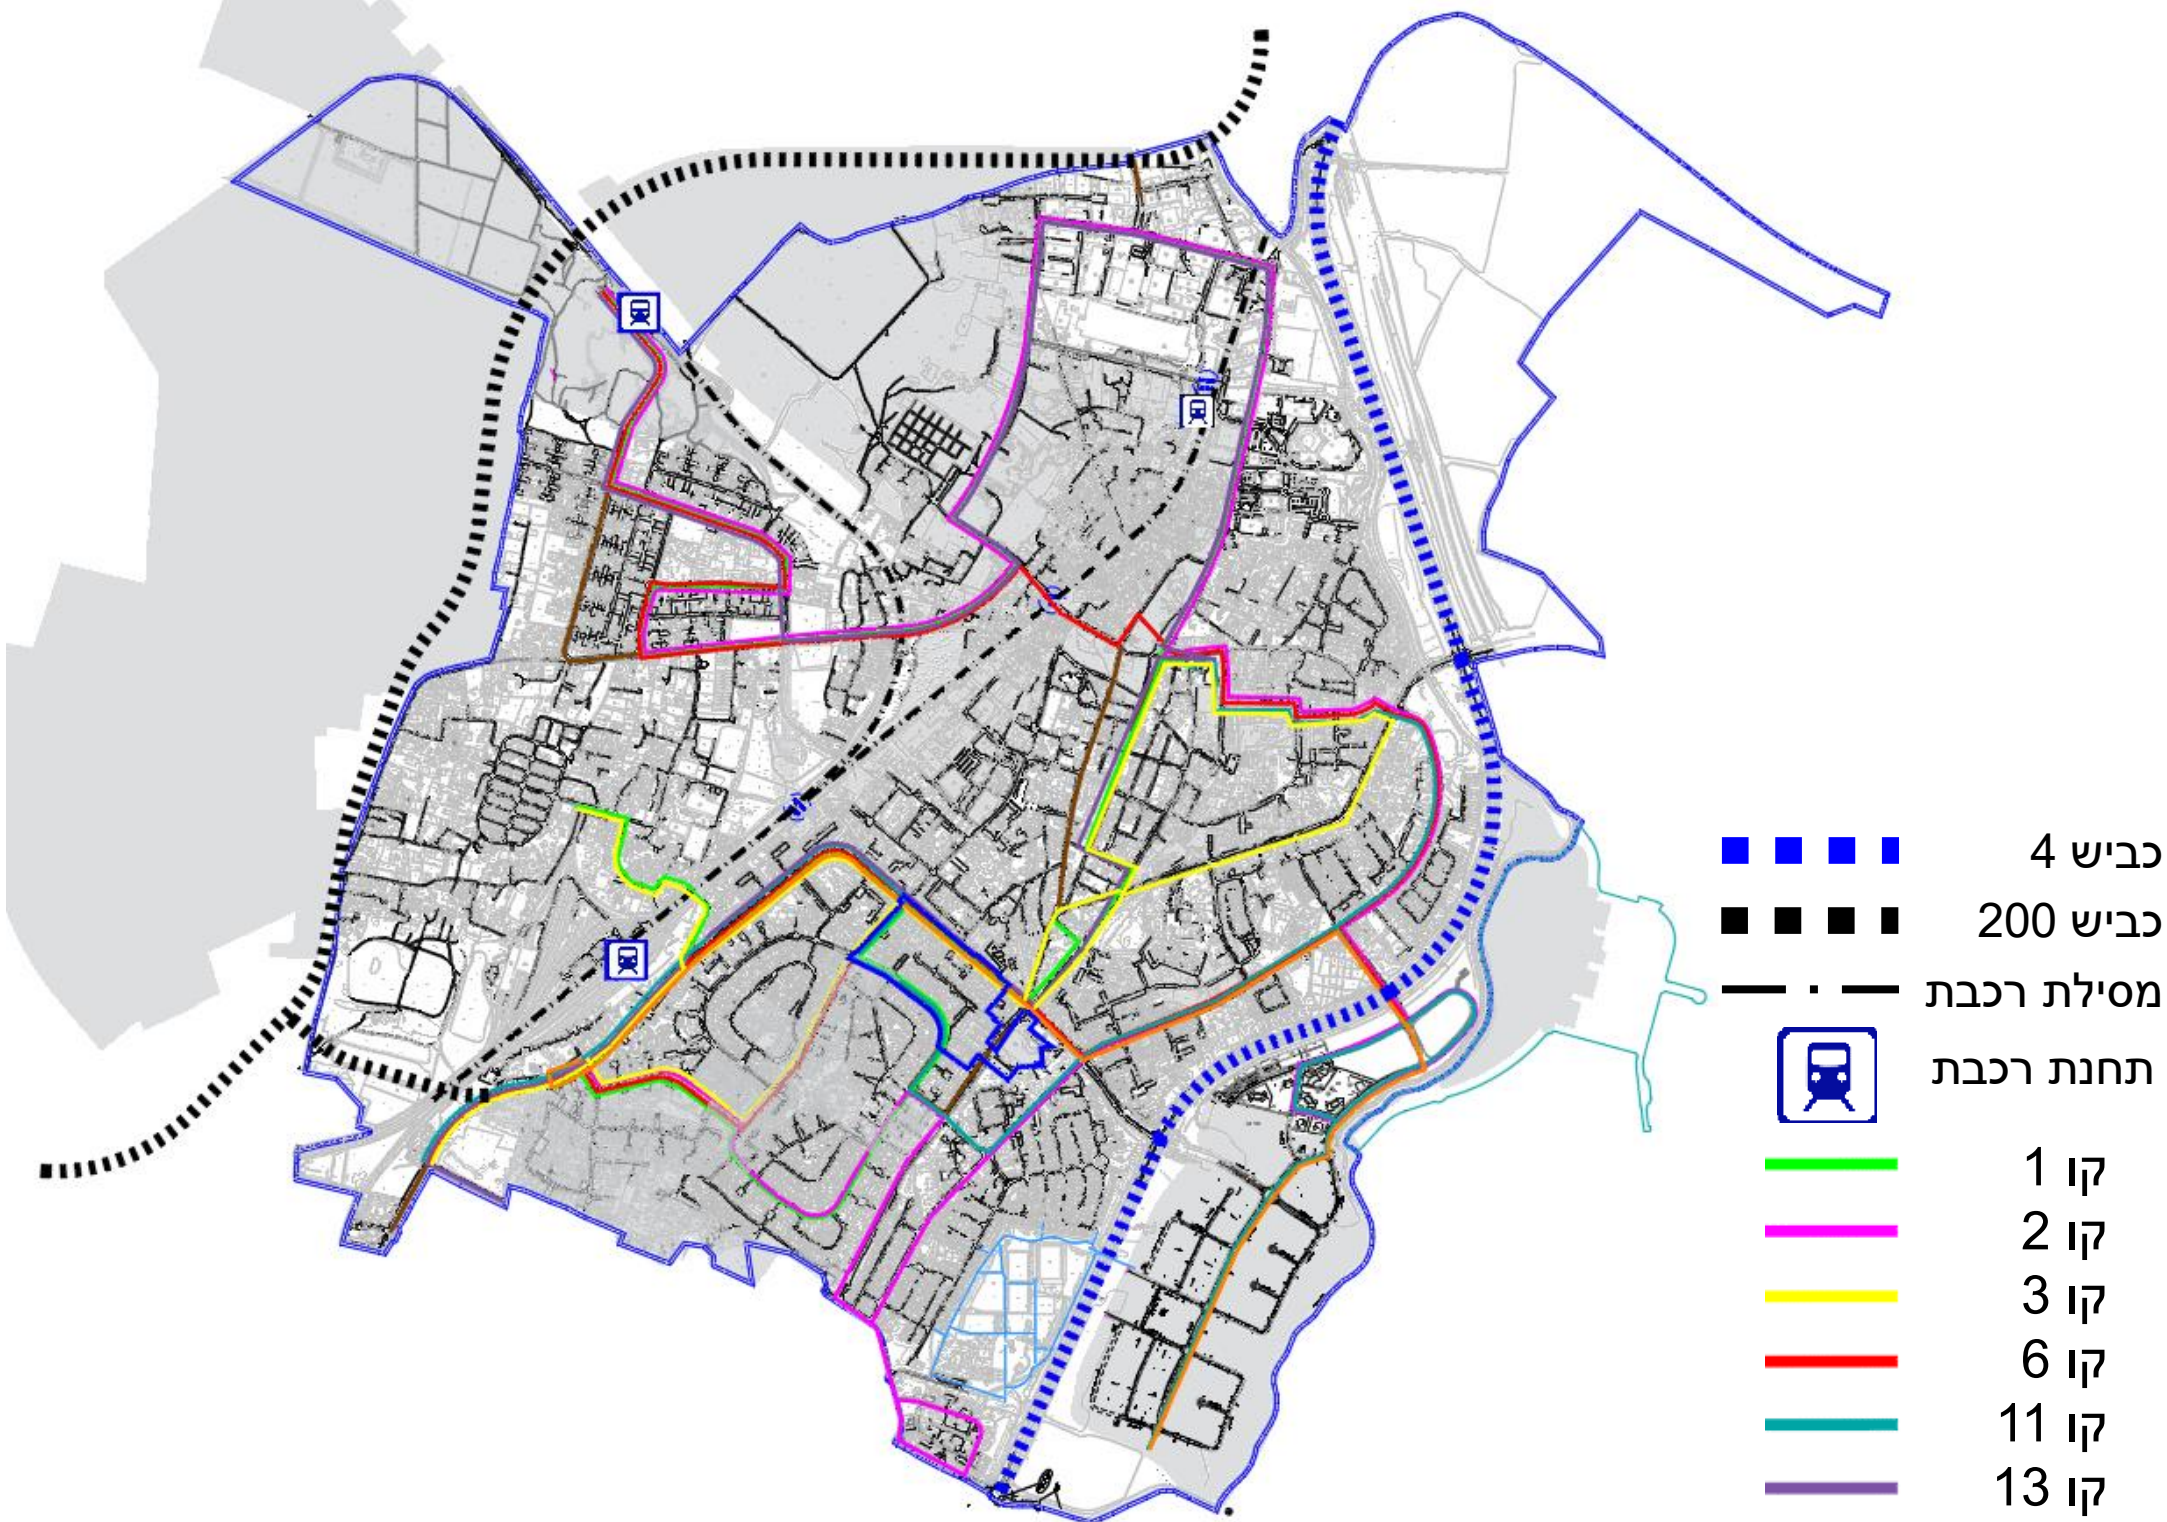 כביש 4
כביש 200
מסילת רכבת
תחנת רכבת
קו 1
קו 2
קו 3
קו 6
קו 11
קו 13